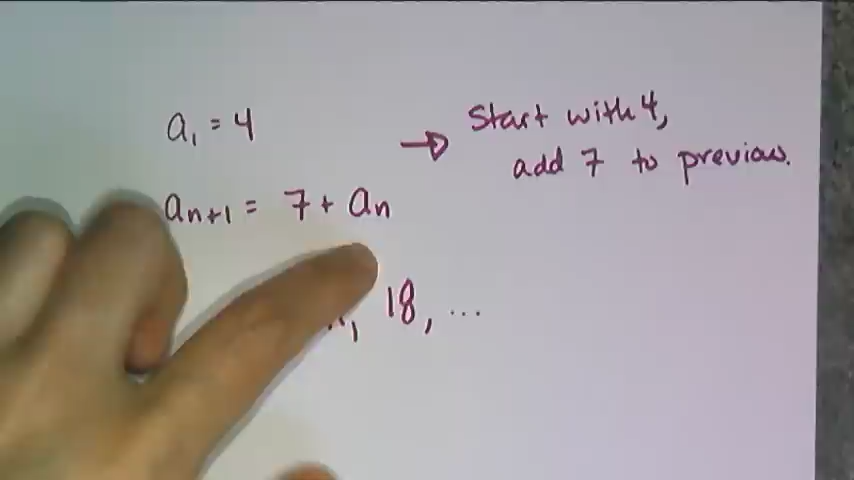 a₁ = 4
→ Start with 4,
add 7 to previous.
aₙ₊₁ = 7 + aₙ
18, ...